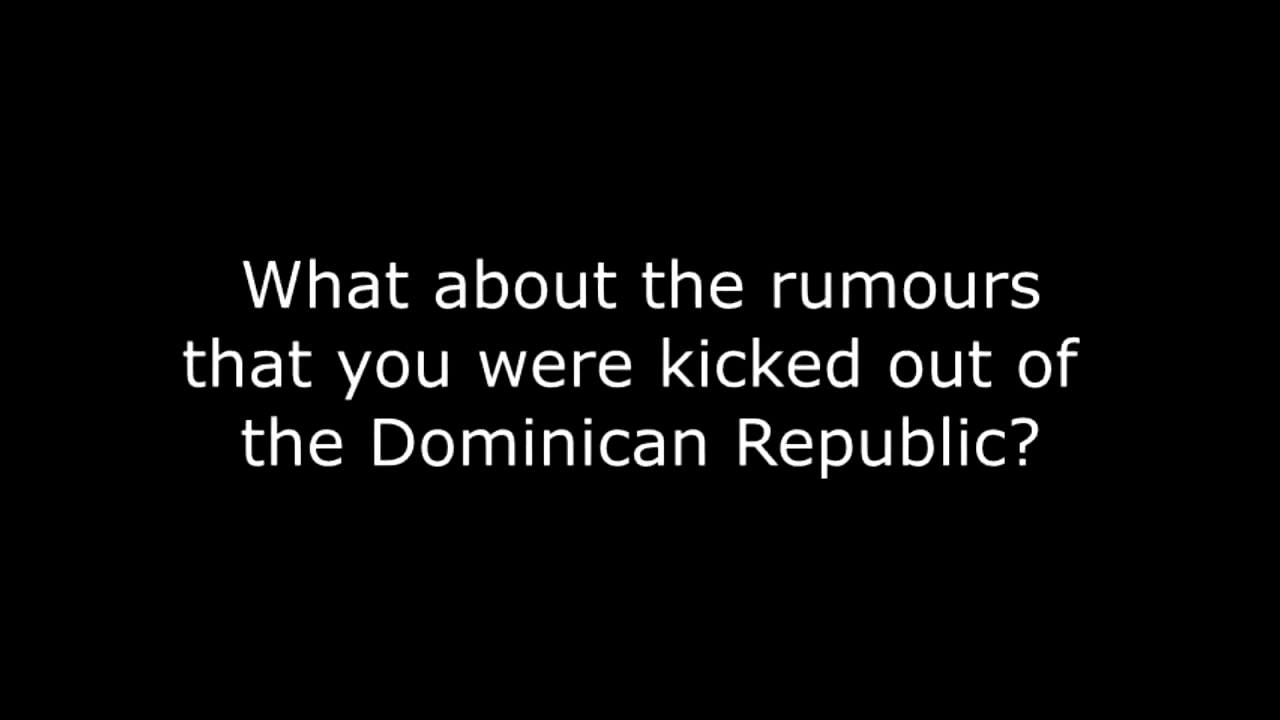 What about the rumours
that you were kicked out of
the Dominican Republic?